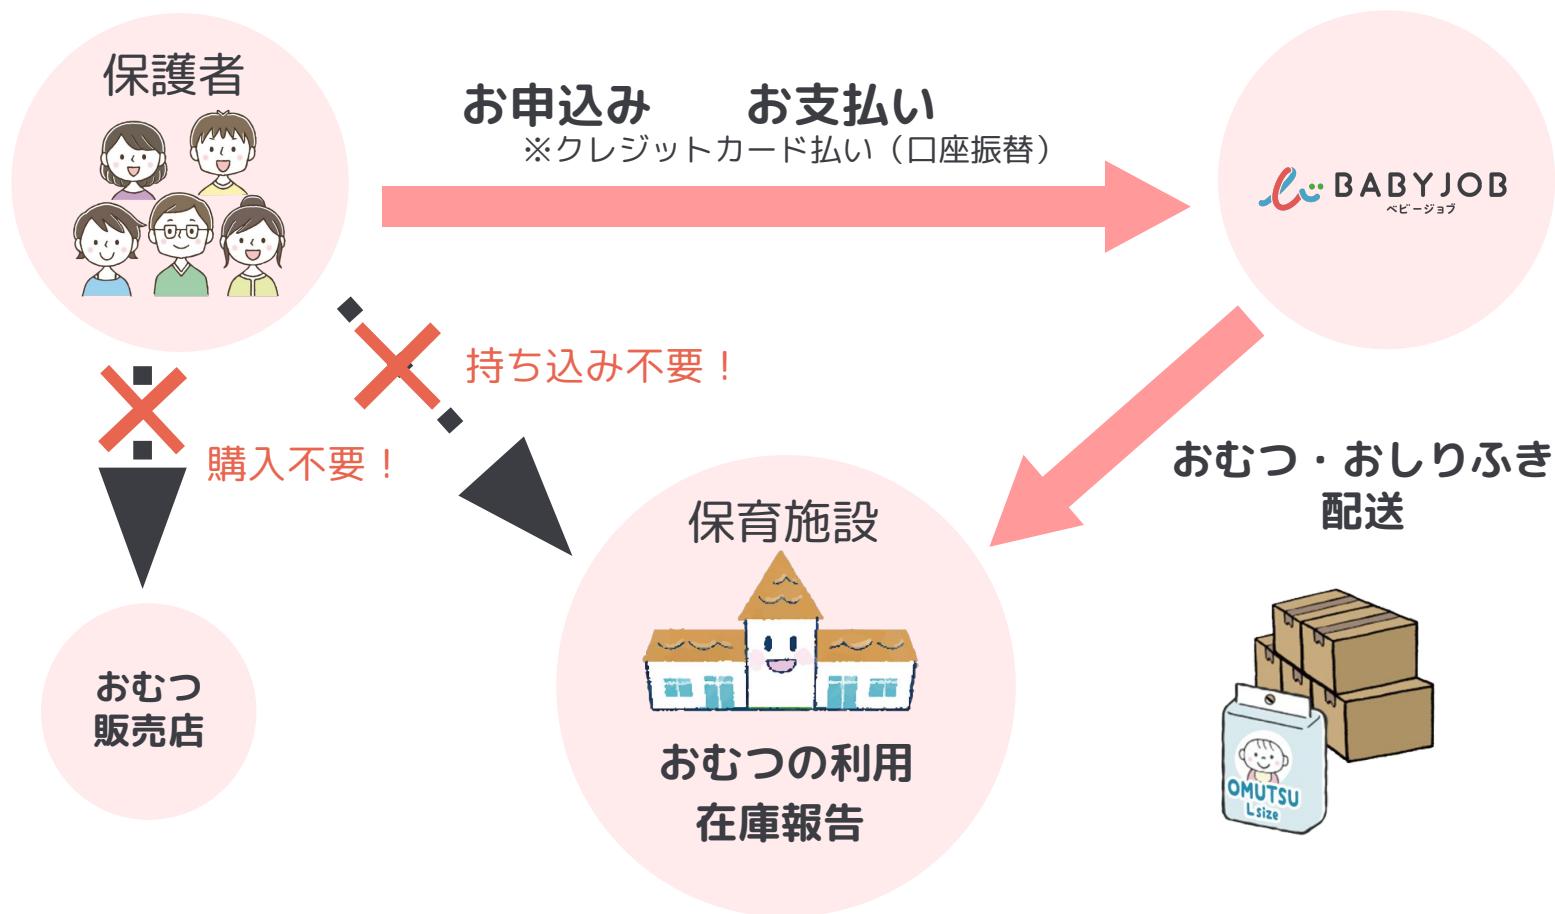 保護者
お申込み　お支払い
※クレジットカード払い（口座振替）
BABY JOB
ベビージョブ
持ち込み不要！
購入不要！
おむつ・おしりふき
配送
保育施設
おむつ
販売店
おむつの利用
在庫報告
OMUTSU
L size